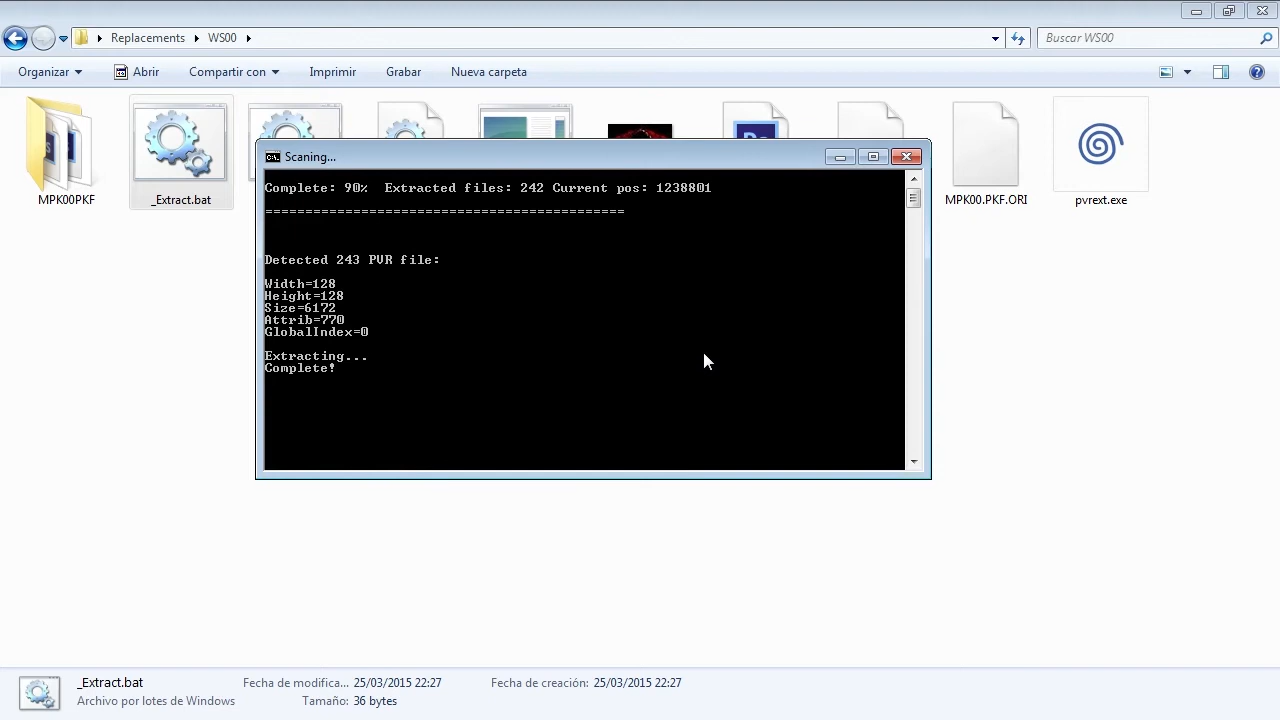 Replacements
WS00
Buscar WS00
Organizar
Abrir
Compartir con
Imprimir
Grabar
Nueva carpeta
MPK00PKF
_Extract.bat
MPK00.PKF.ORI
pvrext.exe
Scaning...
Complete: 90% Extracted files: 242 Current pos: 1238801
=============================================
Detected 243 PVR file:
Width=128
Height=128
Size=6172
Attrib=770
GlobalIndex=0
Extracting...
Complete!
_Extract.bat
Fecha de modifica... 25/03/2015 22:27
Fecha de creación: 25/03/2015 22:27
Archivo por lotes de Windows
Tamaño: 36 bytes